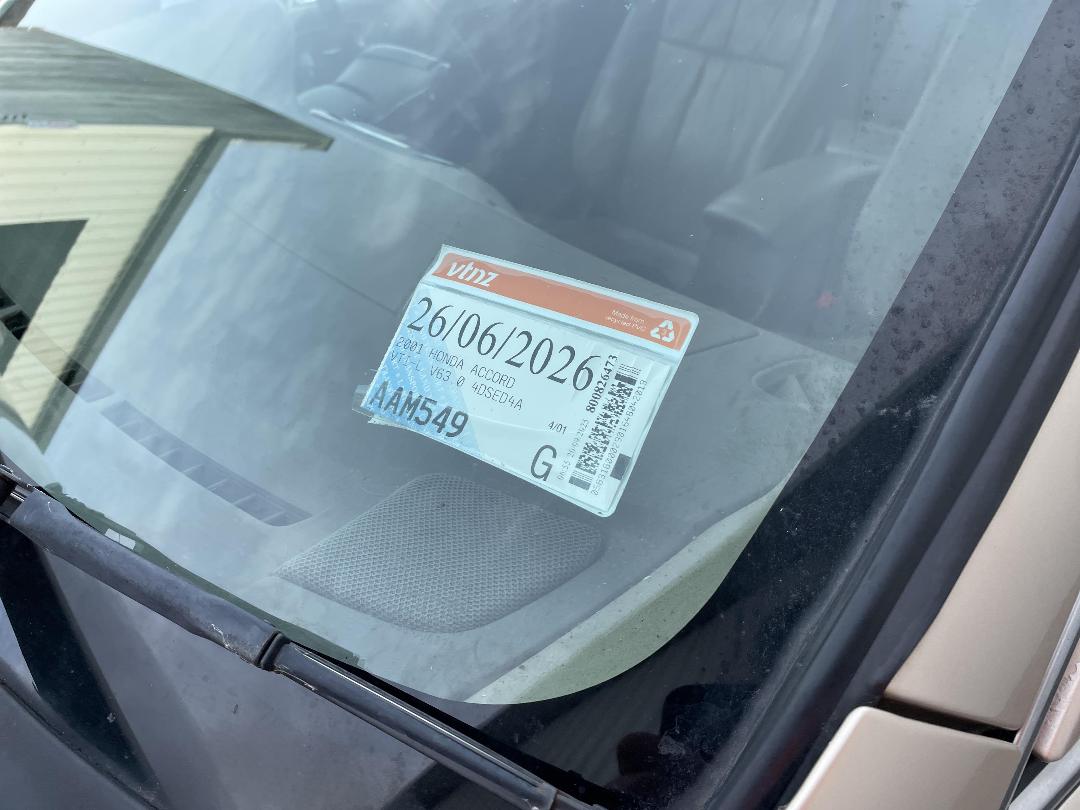 vtnz
Made from
recycled PVC
26/06/2026
2001 HONDA ACCORD
VTI-L V63 0 4DSED4A
AAM549
4/01
G
800826473